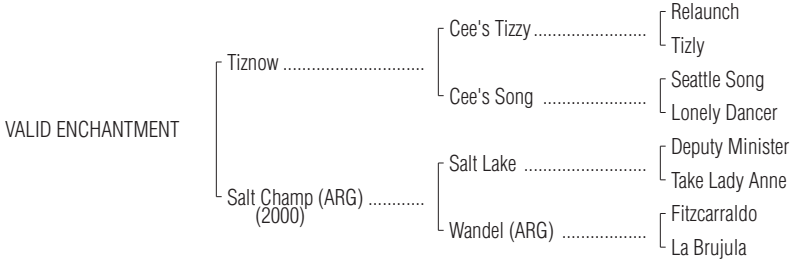 Relaunch
Cee's Tizzy
Tizly
Tiznow
Seattle Song
Cee's Song
Lonely Dancer
VALID ENCHANTMENT
Deputy Minister
Salt Lake
Take Lady Anne
Salt Champ (ARG)
(2000)
Fitzcarraldo
Wandel (ARG)
La Brujula